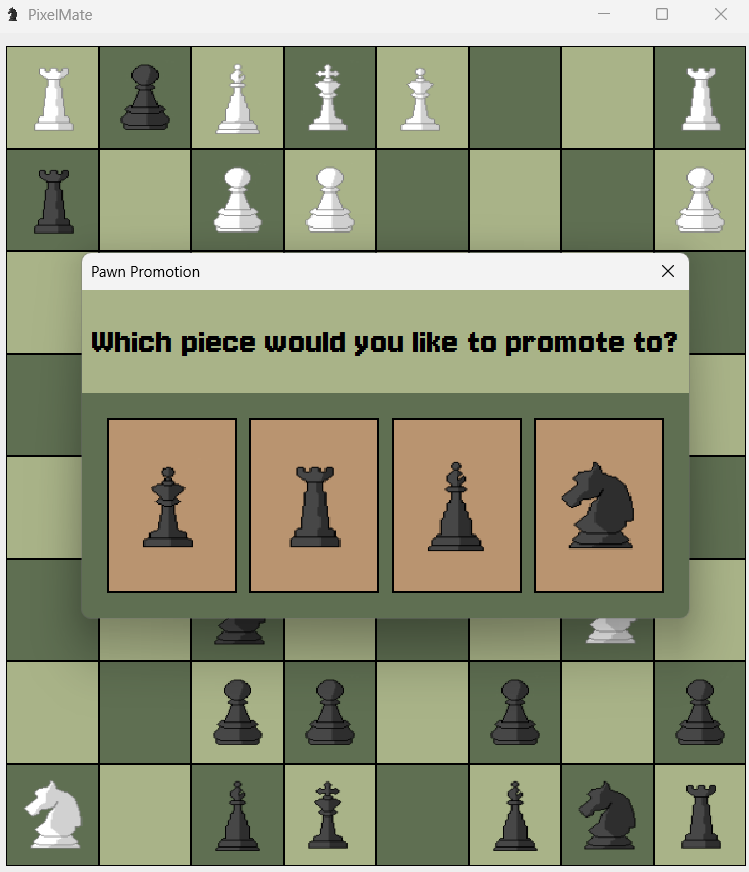 PixelMate
Pawn Promotion
Which piece would you like to promote to?